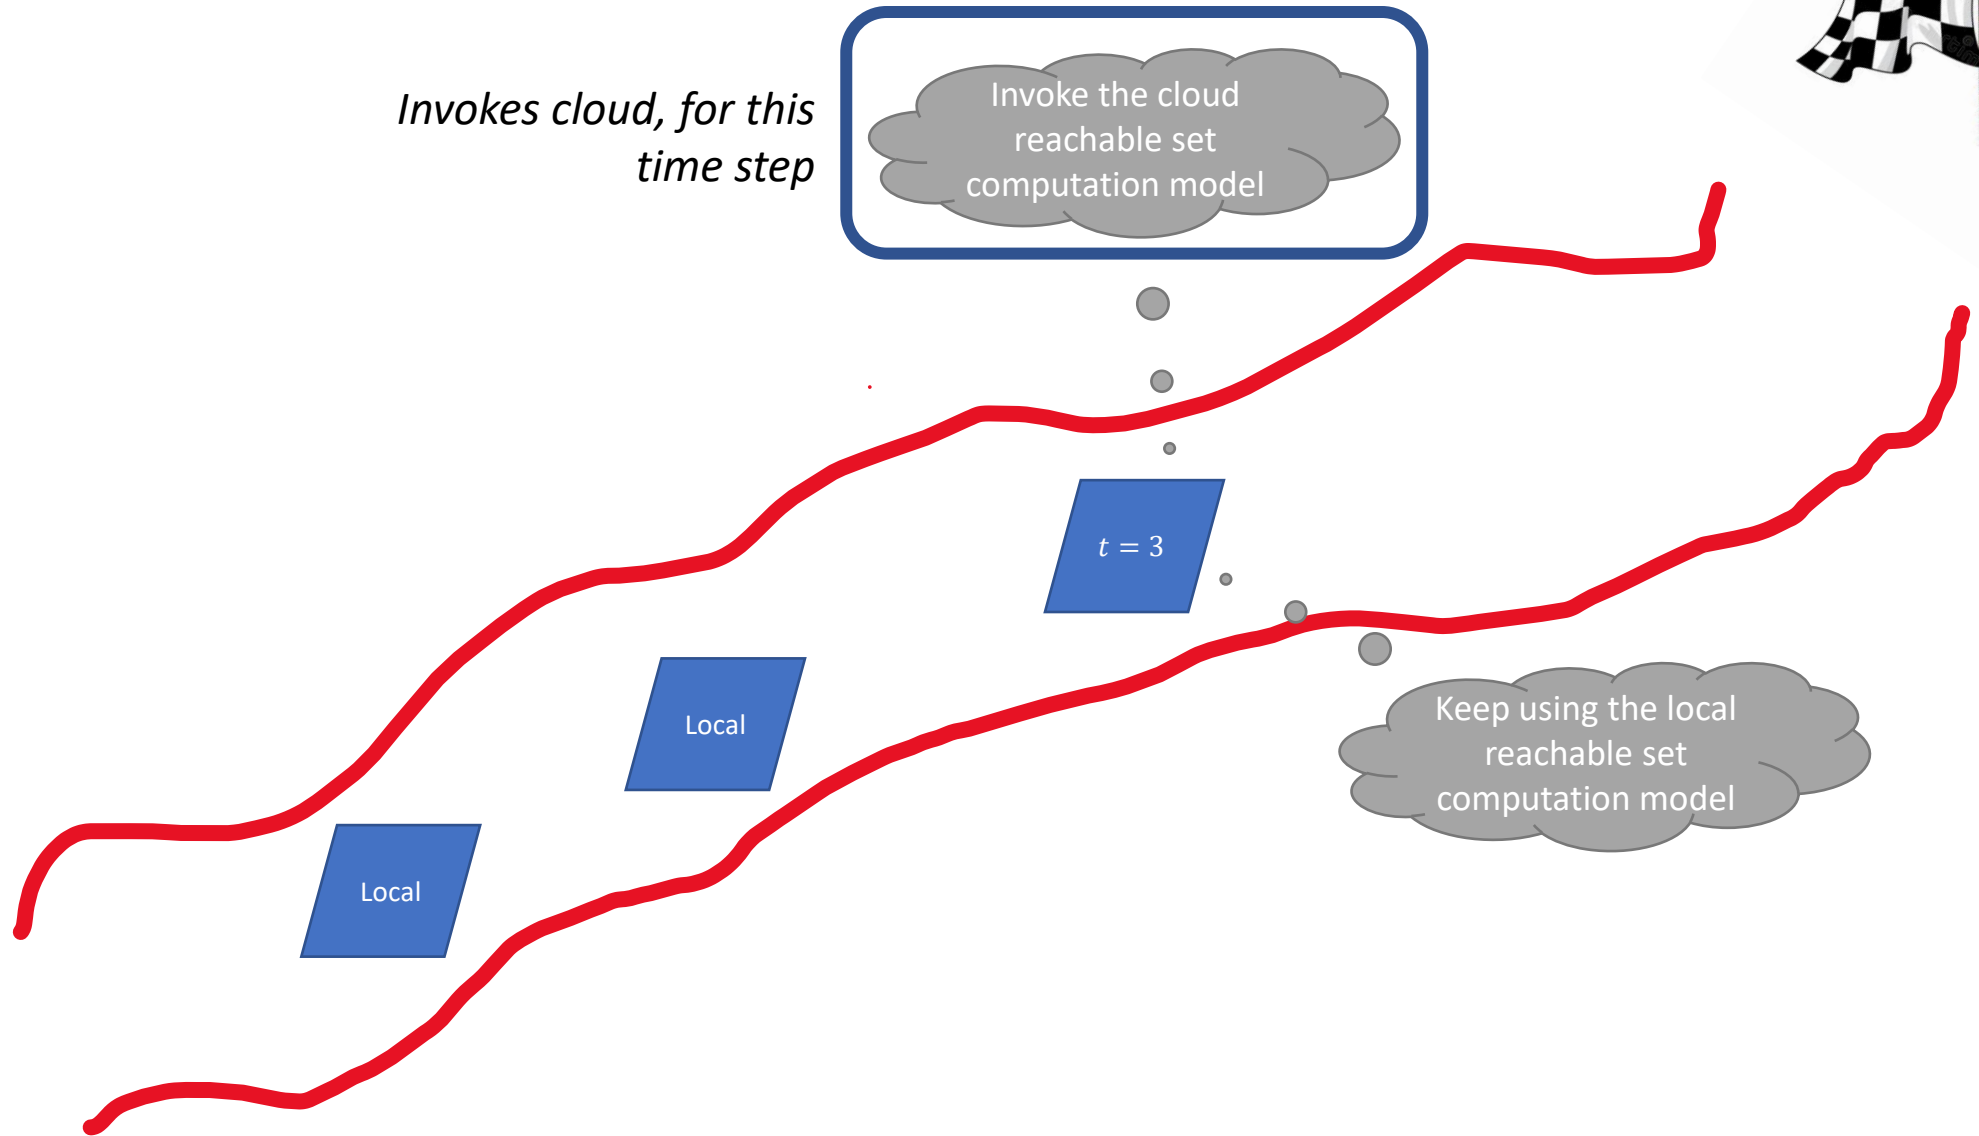 Invokes cloud, for this
time step
Invoke the cloud
reachable set
computation model
t = 3
Local
Local
Keep using the local
reachable set
computation model